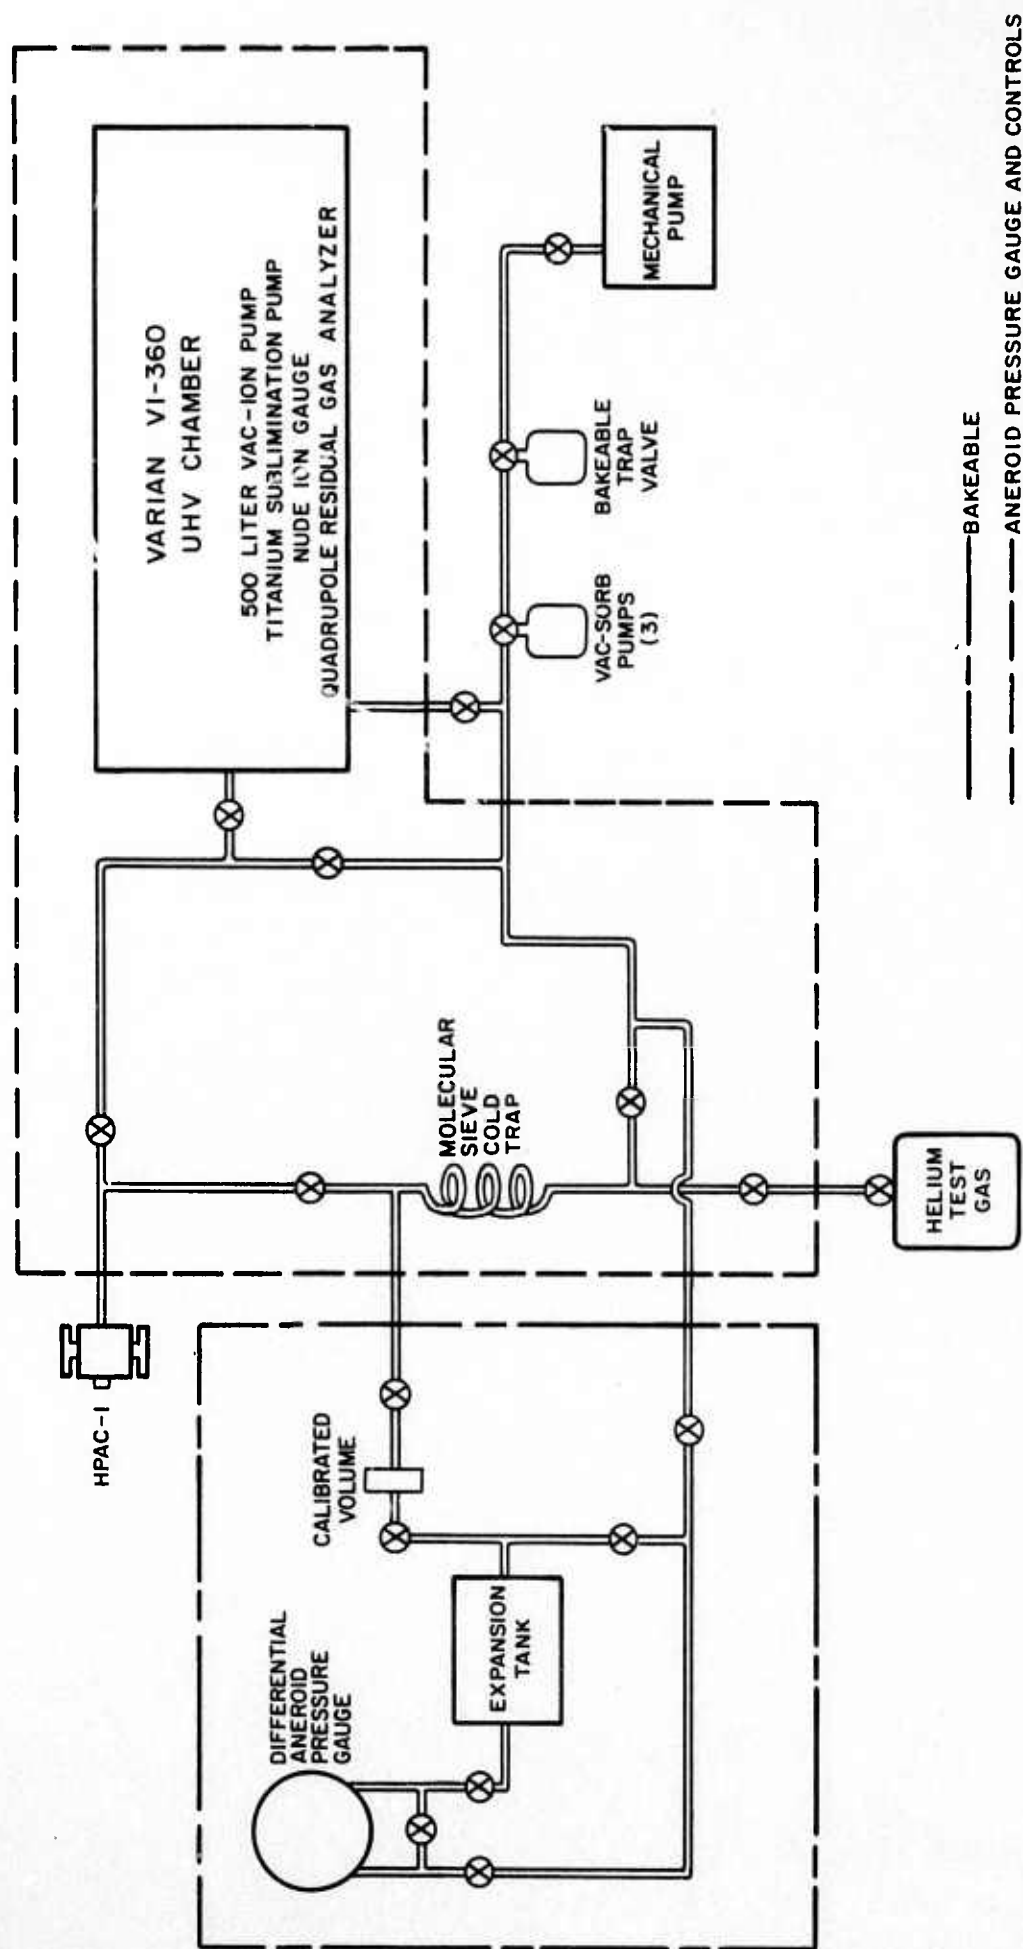 VARIAN VI-360
UHV CHAMBER
500 LITER VAC-ION PUMP
TITANIUM SUBLIMINATION PUMP
NUDE ION GAUGE
QUADRUPOLE RESIDUAL GAS ANALYZER
MECHANICAL
PUMP
BAKEABLE
TRAP
VALVE
VAC-SORB
PUMPS
(3)
MOLECULAR
SIEVE
COLD
TRAP
HELIUM
TEST
GAS
HPAC-1
CALIBRATED
VOLUME
EXPANSION
TANK
DIFFERENTIAL
ANEROID
PRESSURE
GAUGE
BAKEABLE
ANEROID PRESSURE GAUGE AND CONTROLS